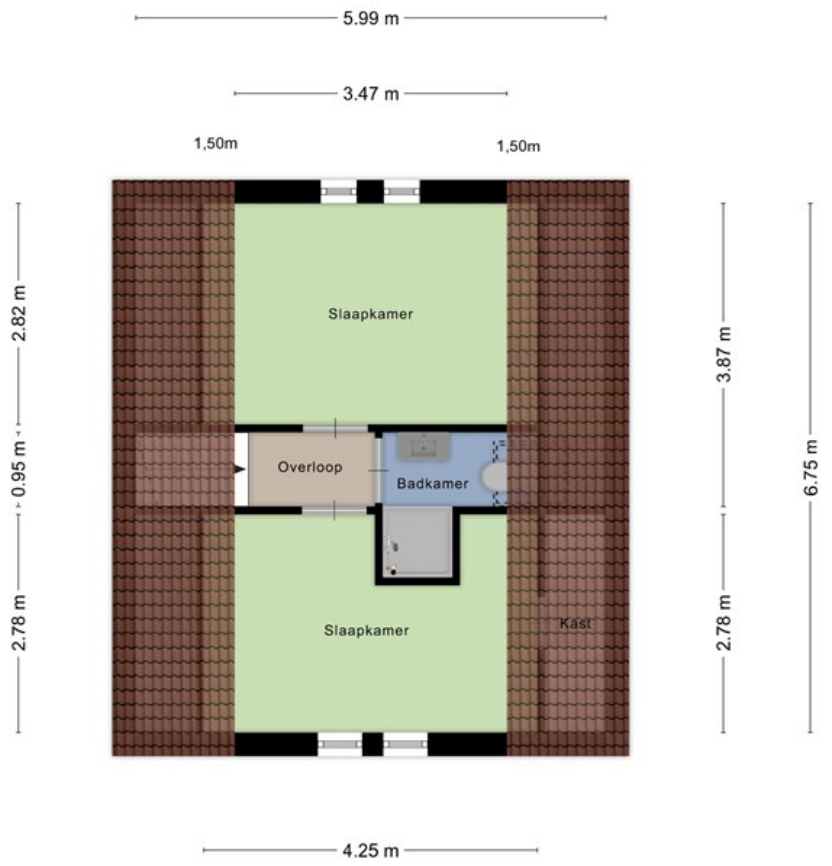 5.99 m
3.47 m
1,50m
1,50m
2.82 m
Slaapkamer
3.87 m
0.95 m
Overloop
Badkamer
6.75 m
2.78 m
Slaapkamer
Kast
2.78 m
4.25 m